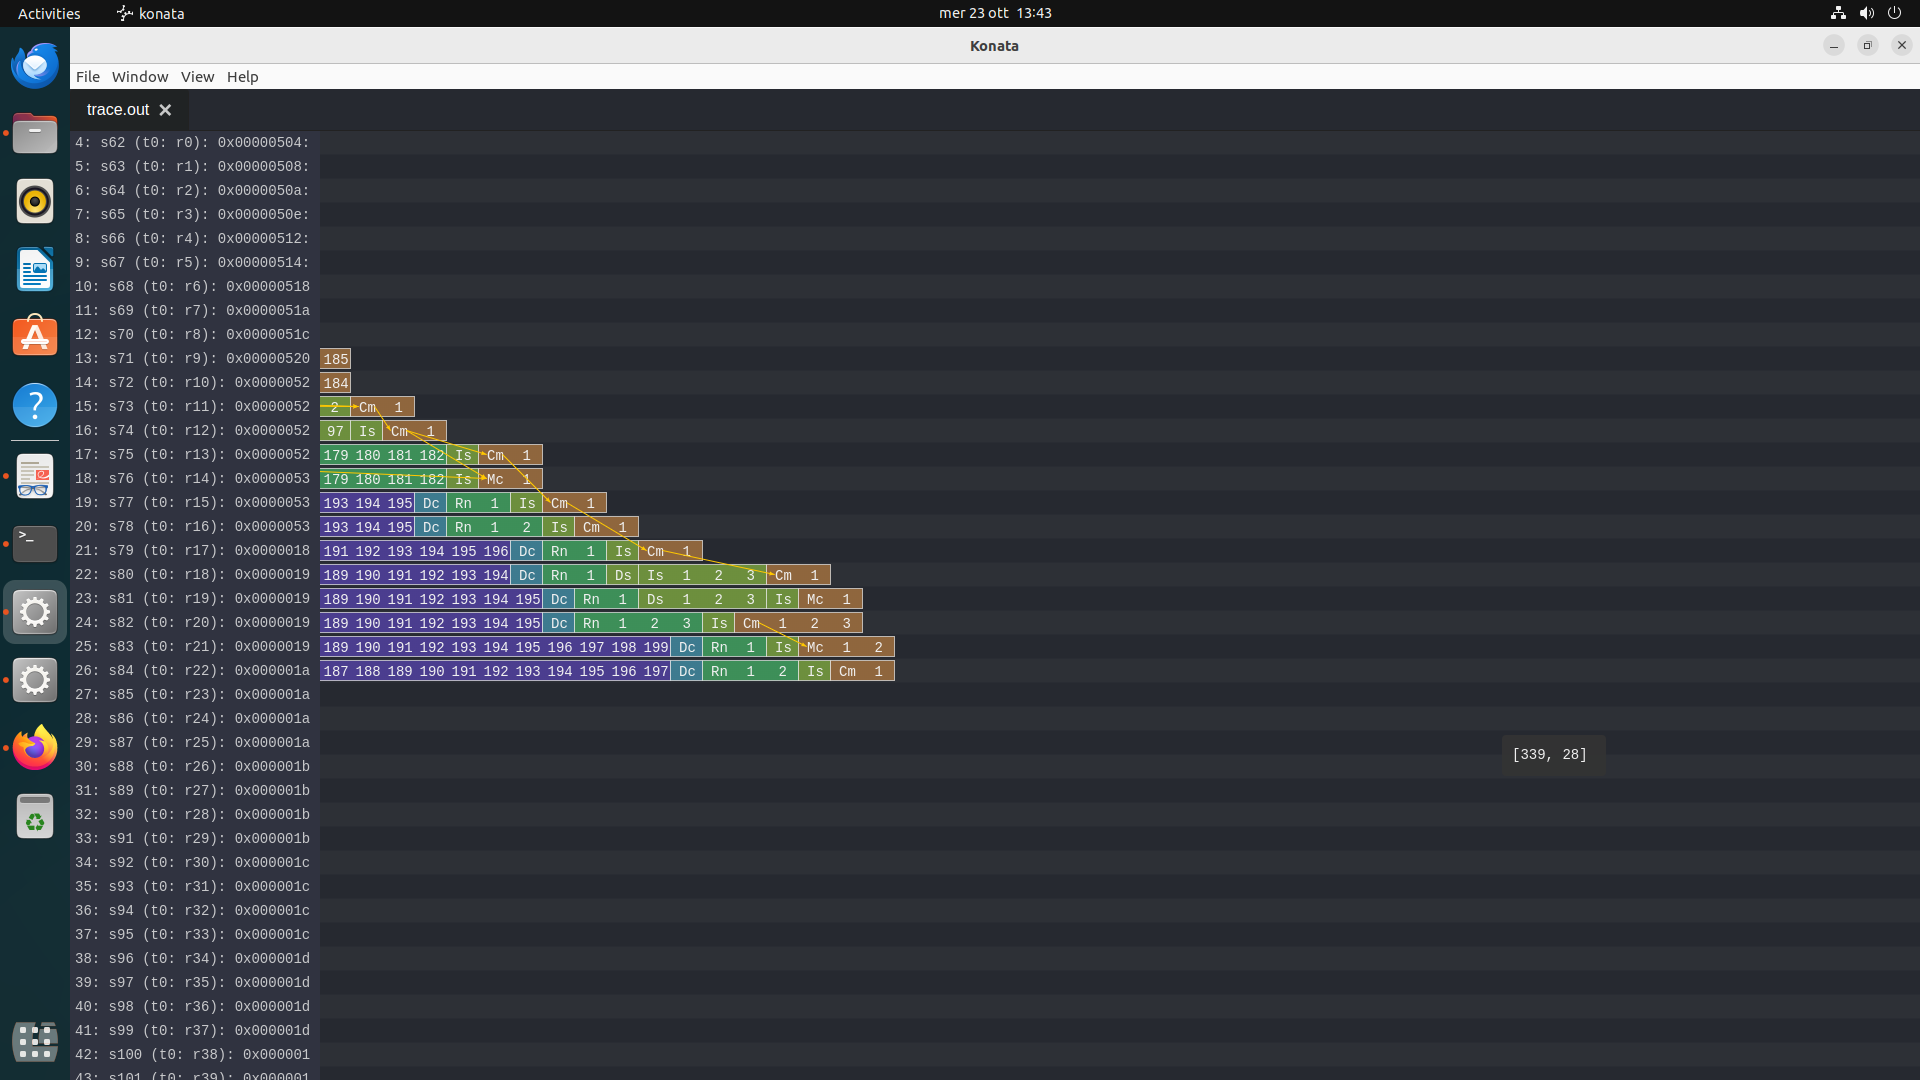 Activities konata mer 23 ott 13:43
Konata
File Window View Help
trace.out
4: s62 (t0: r0): 0x00000504:
5: s63 (t0: r1): 0x00000508:
6: s64 (t0: r2): 0x0000050a:
7: s65 (t0: r3): 0x0000050e:
8: s66 (t0: r4): 0x00000512:
9: s67 (t0: r5): 0x00000514:
10: s68 (t0: r6): 0x00000518
11: s69 (t0: r7): 0x0000051a
12: s70 (t0: r8): 0x0000051c
13: s71 (t0: r9): 0x00000520 185
14: s72 (t0: r10): 0x0000052 184
15: s73 (t0: r11): 0x0000052 2 Cm 1
16: s74 (t0: r12): 0x0000052 97 Is Cm 1
17: s75 (t0: r13): 0x0000052 179 180 181 182 Is Cm 1
18: s76 (t0: r14): 0x0000053 179 180 181 182 Is Mc 1
19: s77 (t0: r15): 0x0000053 193 194 195 Dc Rn 1 Is Cm 1
20: s78 (t0: r16): 0x0000053 193 194 195 Dc Rn 1 2 Is Cm 1
21: s79 (t0: r17): 0x0000018 191 192 193 194 195 196 Dc Rn 1 Is Cm 1
22: s80 (t0: r18): 0x0000019 189 190 191 192 193 194 Dc Rn 1 Ds Is 1 2 3 Cm 1
23: s81 (t0: r19): 0x0000019 189 190 191 192 193 194 195 Dc Rn 1 Ds 1 2 3 Is Mc 1
24: s82 (t0: r20): 0x0000019 189 190 191 192 193 194 195 Dc Rn 1 2 3 Is Cm 1 2 3
25: s83 (t0: r21): 0x0000019 189 190 191 192 193 194 195 196 197 198 199 Dc Rn 1 Is Mc 1 2
26: s84 (t0: r22): 0x000001a 187 188 189 190 191 192 193 194 195 196 197 Dc Rn 1 2 Is Cm 1
27: s85 (t0: r23): 0x000001a
28: s86 (t0: r24): 0x000001a
29: s87 (t0: r25): 0x000001a
30: s88 (t0: r26): 0x000001b
[339, 28]
31: s89 (t0: r27): 0x000001b
32: s90 (t0: r28): 0x000001b
33: s91 (t0: r29): 0x000001b
34: s92 (t0: r30): 0x000001c
35: s93 (t0: r31): 0x000001c
36: s94 (t0: r32): 0x000001c
37: s95 (t0: r33): 0x000001c
38: s96 (t0: r34): 0x000001d
39: s97 (t0: r35): 0x000001d
40: s98 (t0: r36): 0x000001d
41: s99 (t0: r37): 0x000001d
42: s100 (t0: r38): 0x000001
43: s101 (t0: r39): 0x000001